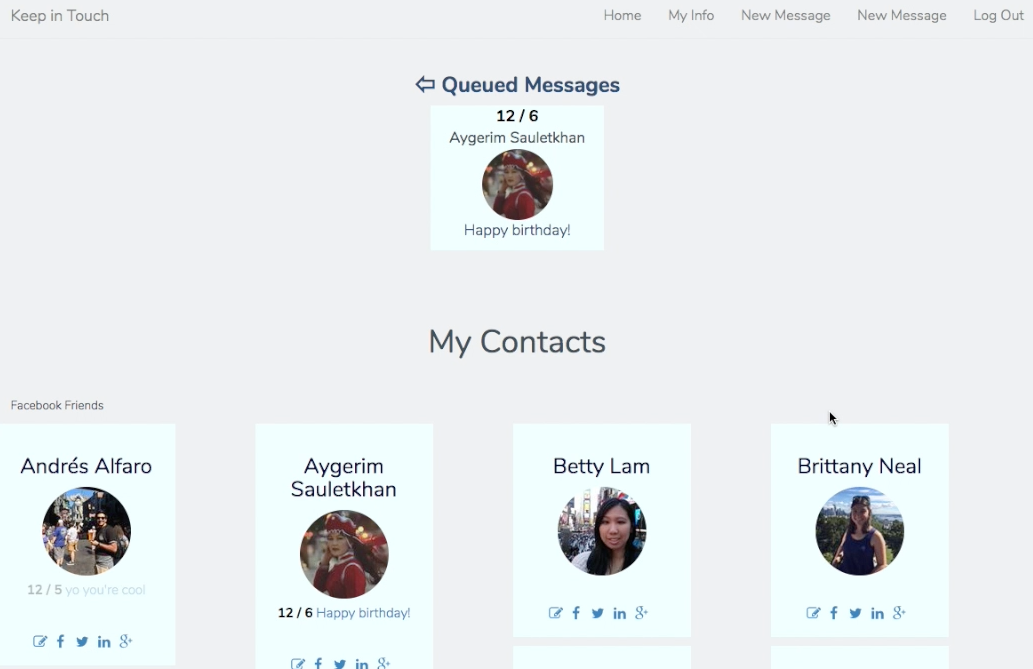 Keep in Touch
Home My Info New Message New Message Log Out
⇦ Queued Messages
12 / 6
Aygerim Sauletkhan
Happy birthday!
My Contacts
Facebook Friends
Andrés Alfaro
12 / 5 yo you're cool
Aygerim
Sauletkhan
12 / 6 Happy birthday!
Betty Lam
Brittany Neal